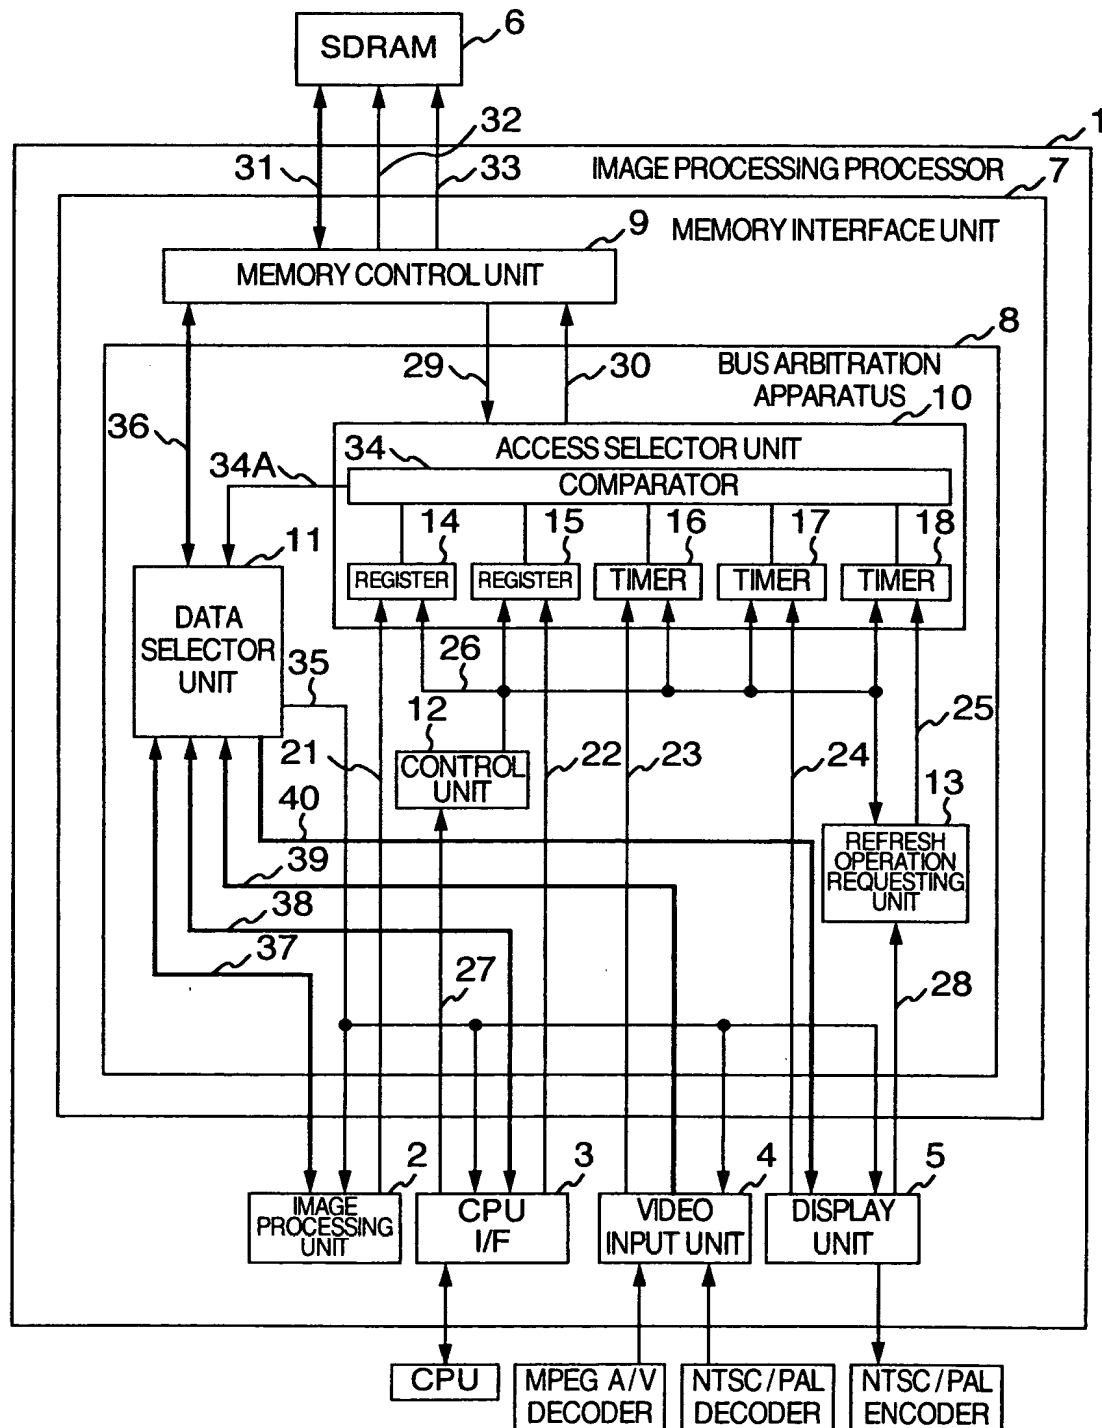 6
SDRAM
1
32
31
33
IMAGE PROCESSING PROCESSOR
7
9
MEMORY INTERFACE UNIT
MEMORY CONTROL UNIT
8
29
30
BUS ARBITRATION
APPARATUS
10
36
34
ACCESS SELECTOR UNIT
34A
COMPARATOR
11
14
15
16
17
18
REGISTER
REGISTER
TIMER
TIMER
TIMER
DATA
SELECTOR
UNIT
35
26
12
25
21
CONTROL
UNIT
22
23
24
13
40
REFRESH
OPERATION
REQUESTING
UNIT
39
38
37
27
28
2
3
4
5
IMAGE
PROCESSING
UNIT
CPU
I/F
VIDEO
INPUT UNIT
DISPLAY
UNIT
CPU
MPEG A/V
DECODER
NTSC/PAL
DECODER
NTSC/PAL
ENCODER